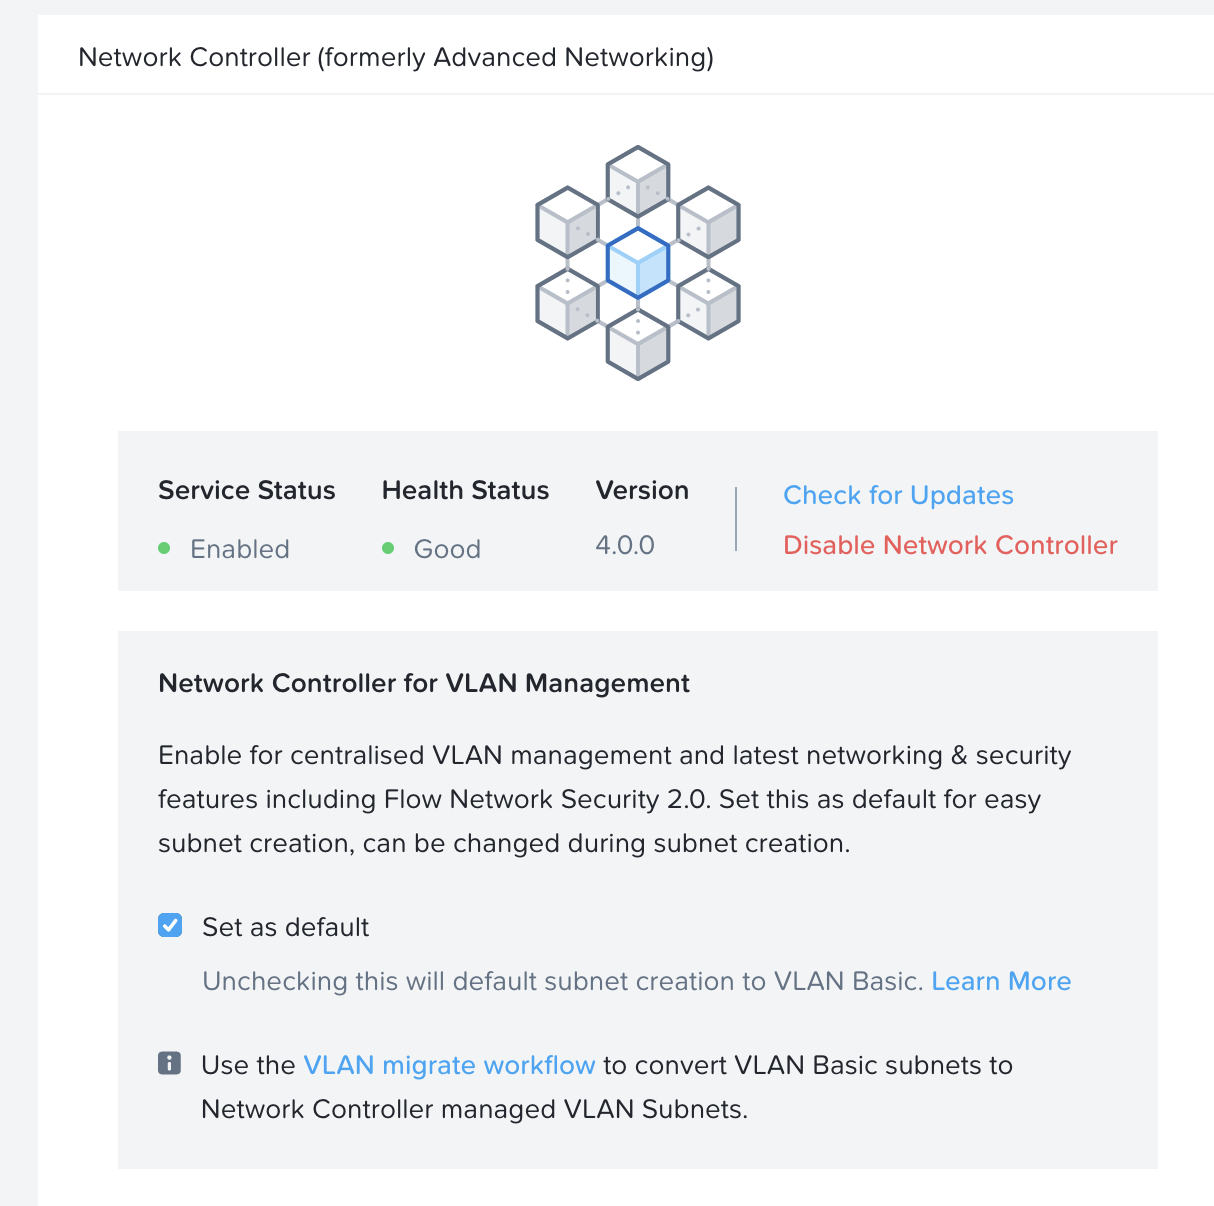 Network Controller (formerly Advanced Networking)
Service Status Health Status Version
Check for Updates
Enabled Good 4.0.0
Disable Network Controller
Network Controller for VLAN Management
Enable for centralised VLAN management and latest networking & security
features including Flow Network Security 2.0. Set this as default for easy
subnet creation, can be changed during subnet creation.
Set as default
Unchecking this will default subnet creation to VLAN Basic. Learn More
Use the VLAN migrate workflow to convert VLAN Basic subnets to
Network Controller managed VLAN Subnets.